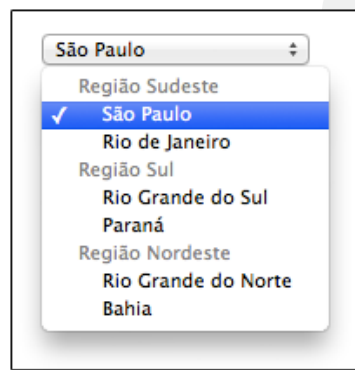 São Paulo
Região Sudeste
✓ São Paulo
Rio de Janeiro
Região Sul
Rio Grande do Sul
Paraná
Região Nordeste
Rio Grande do Norte
Bahia